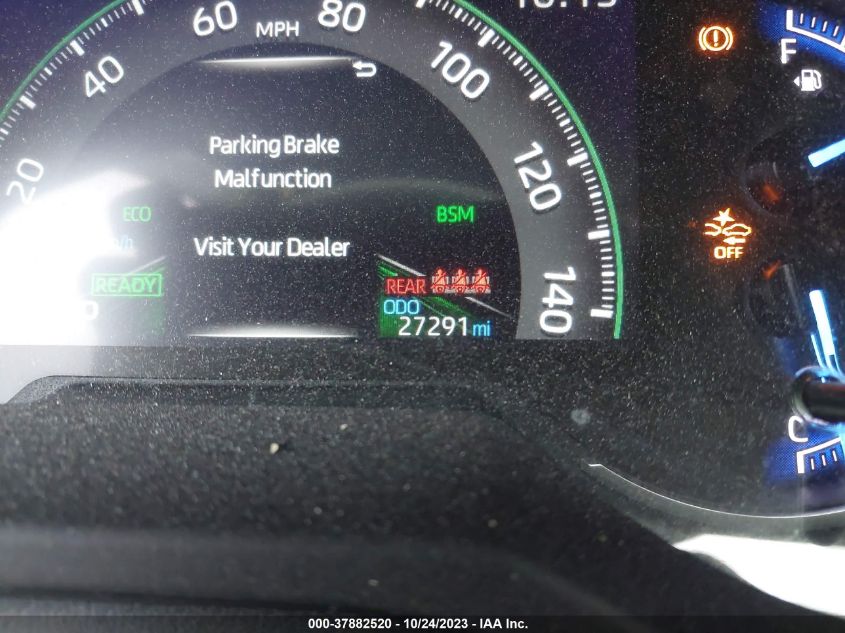 60
MPH
80
40
100
F
Parking Brake
Malfunction
20
120
ECO
BSM
Visit Your Dealer
OFF
READY
REAR
ODO
140
27291 mi
C
000-37882520 - 10/24/2023 - IAA Inc.